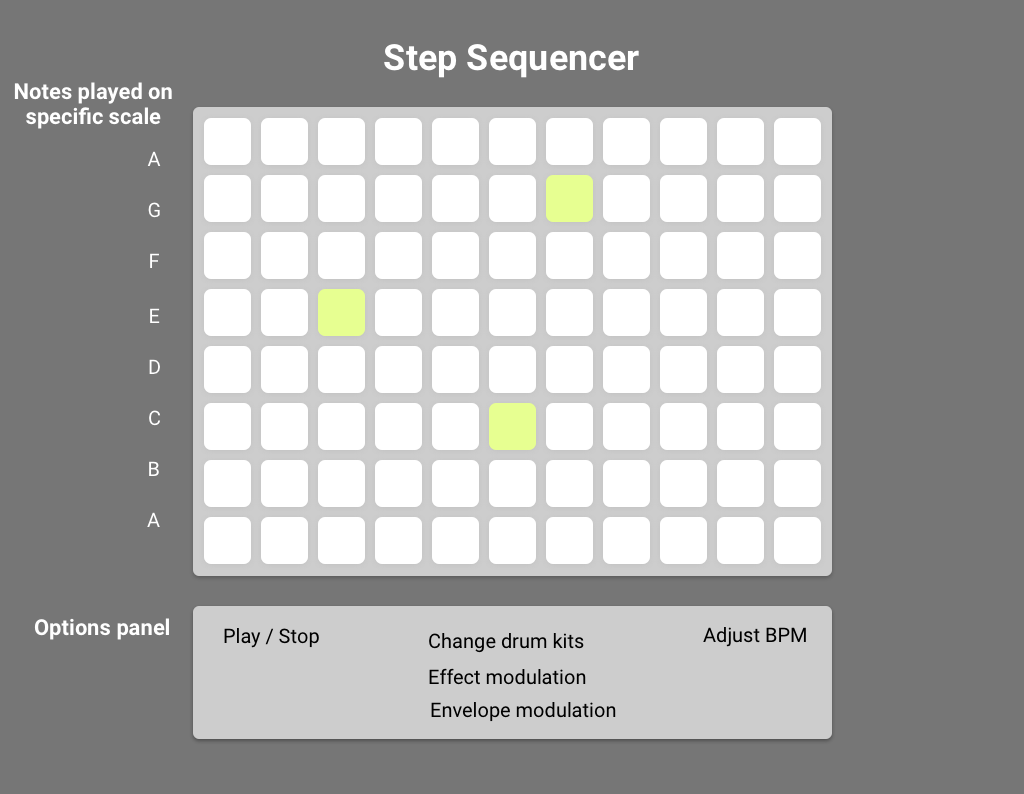 Step Sequencer
Notes played on
specific scale
A
G
F
E
D
C
B
A
Options panel
Play / Stop
Change drum kits
Effect modulation
Envelope modulation
Adjust BPM